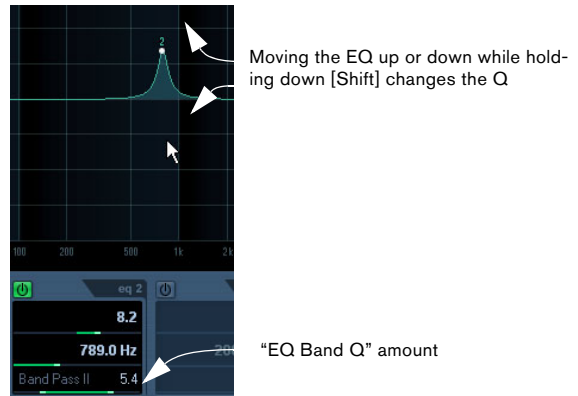 2
Moving the EQ up or down while hold-
ing down [Shift] changes the Q
100 200 500 1k 2k
eq 2
8.2
789.0 Hz
Band Pass II 5.4
“EQ Band Q” amount